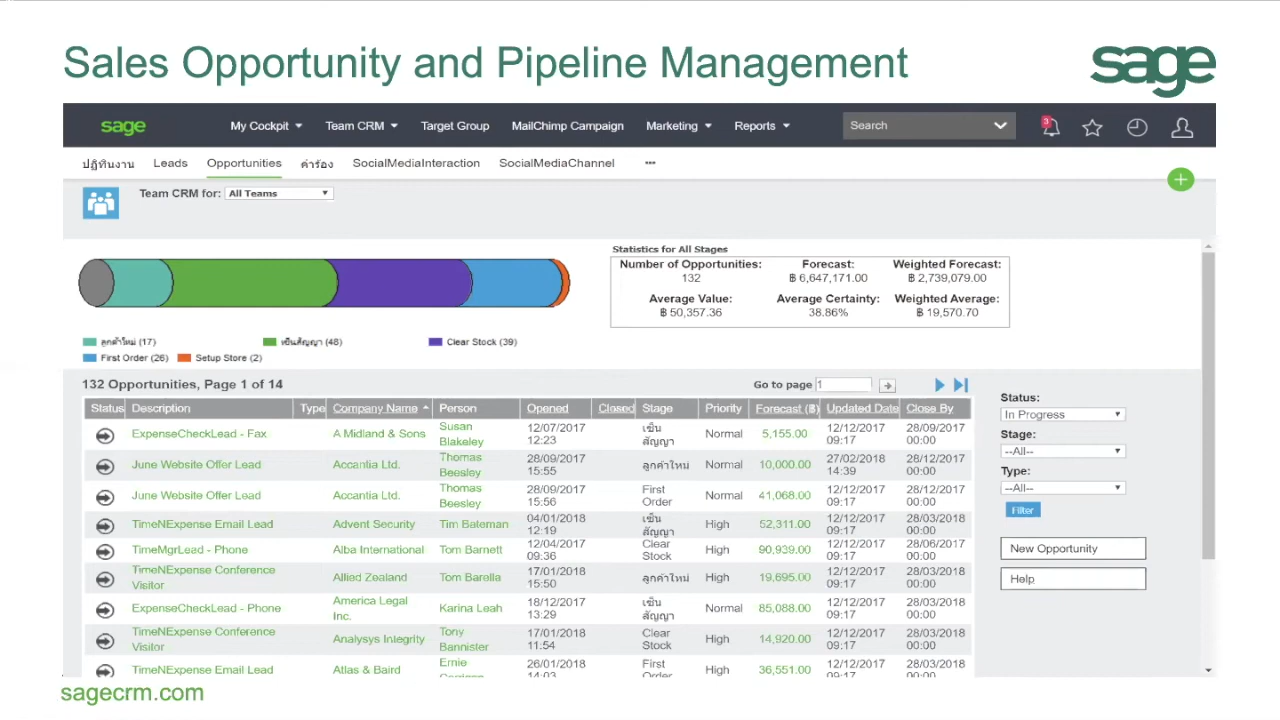 Sales Opportunity and Pipeline Management
sage
sage My Cockpit Team CRM Target Group MailChimp Campaign Marketing Reports Search 3
ปฏิทินงาน Leads Opportunities คำร้อง SocialMediaInteraction SocialMediaChannel ···
Team CRM for: All Teams
Statistics for All Stages
Number of Opportunities: Forecast: Weighted Forecast:
132 ฿ 6,647,171.00 ฿ 2,739,079.00
Average Value: Average Certainty: Weighted Average:
฿ 50,357.36 38.86% ฿ 19,570.70
ลูกค้าใหม่ (17) เซ็นสัญญา (48) Clear Stock (39)
First Order (26) Setup Store (2)
132 Opportunities, Page 1 of 14 Go to page 1
Status Description Type Company Name Person Opened Closed Stage Priority Forecast (฿) Updated Date Close By
ExpenseCheckLead - Fax A Midland & Sons Susan Blakeley 12/07/2017 12:23 เซ็นสัญญา Normal 5,155.00 12/12/2017 09:17 28/09/2017 00:00
June Website Offer Lead Accantia Ltd. Thomas Beesley 28/09/2017 15:55 ลูกค้าใหม่ Normal 10,000.00 27/02/2018 14:39 28/12/2017 00:00
June Website Offer Lead Accantia Ltd. Thomas Beesley 28/09/2017 15:56 First Order Normal 41,068.00 12/12/2017 09:17 28/12/2017 00:00
TimeNExpense Email Lead Advent Security Tim Bateman 04/01/2018 12:19 เซ็นสัญญา High 52,311.00 12/12/2017 09:17 28/03/2018 00:00
TimeMgrLead - Phone Alba International Tom Barnett 12/04/2017 09:36 Clear Stock High 90,939.00 12/12/2017 09:17 28/06/2017 00:00
TimeNExpense Conference Visitor Allied Zealand Tom Barella 17/01/2018 15:50 ลูกค้าใหม่ High 19,695.00 12/12/2017 09:17 28/03/2018 00:00
ExpenseCheckLead - Phone America Legal Inc. Karina Leah 18/12/2017 13:29 เซ็นสัญญา Normal 85,088.00 12/12/2017 09:17 28/03/2018 00:00
TimeNExpense Conference Visitor Analysys Integrity Tony Bannister 17/01/2018 11:54 Clear Stock High 14,920.00 12/12/2017 09:17 28/03/2018 00:00
TimeNExpense Email Lead Atlas & Baird Ernie 26/01/2018 14:03 First Order High 36,551.00 12/12/2017 09:17 28/03/2018 00:00
Status:
In Progress
Stage:
--All--
Type:
--All--
Filter
New Opportunity
Help
sagecrm.com